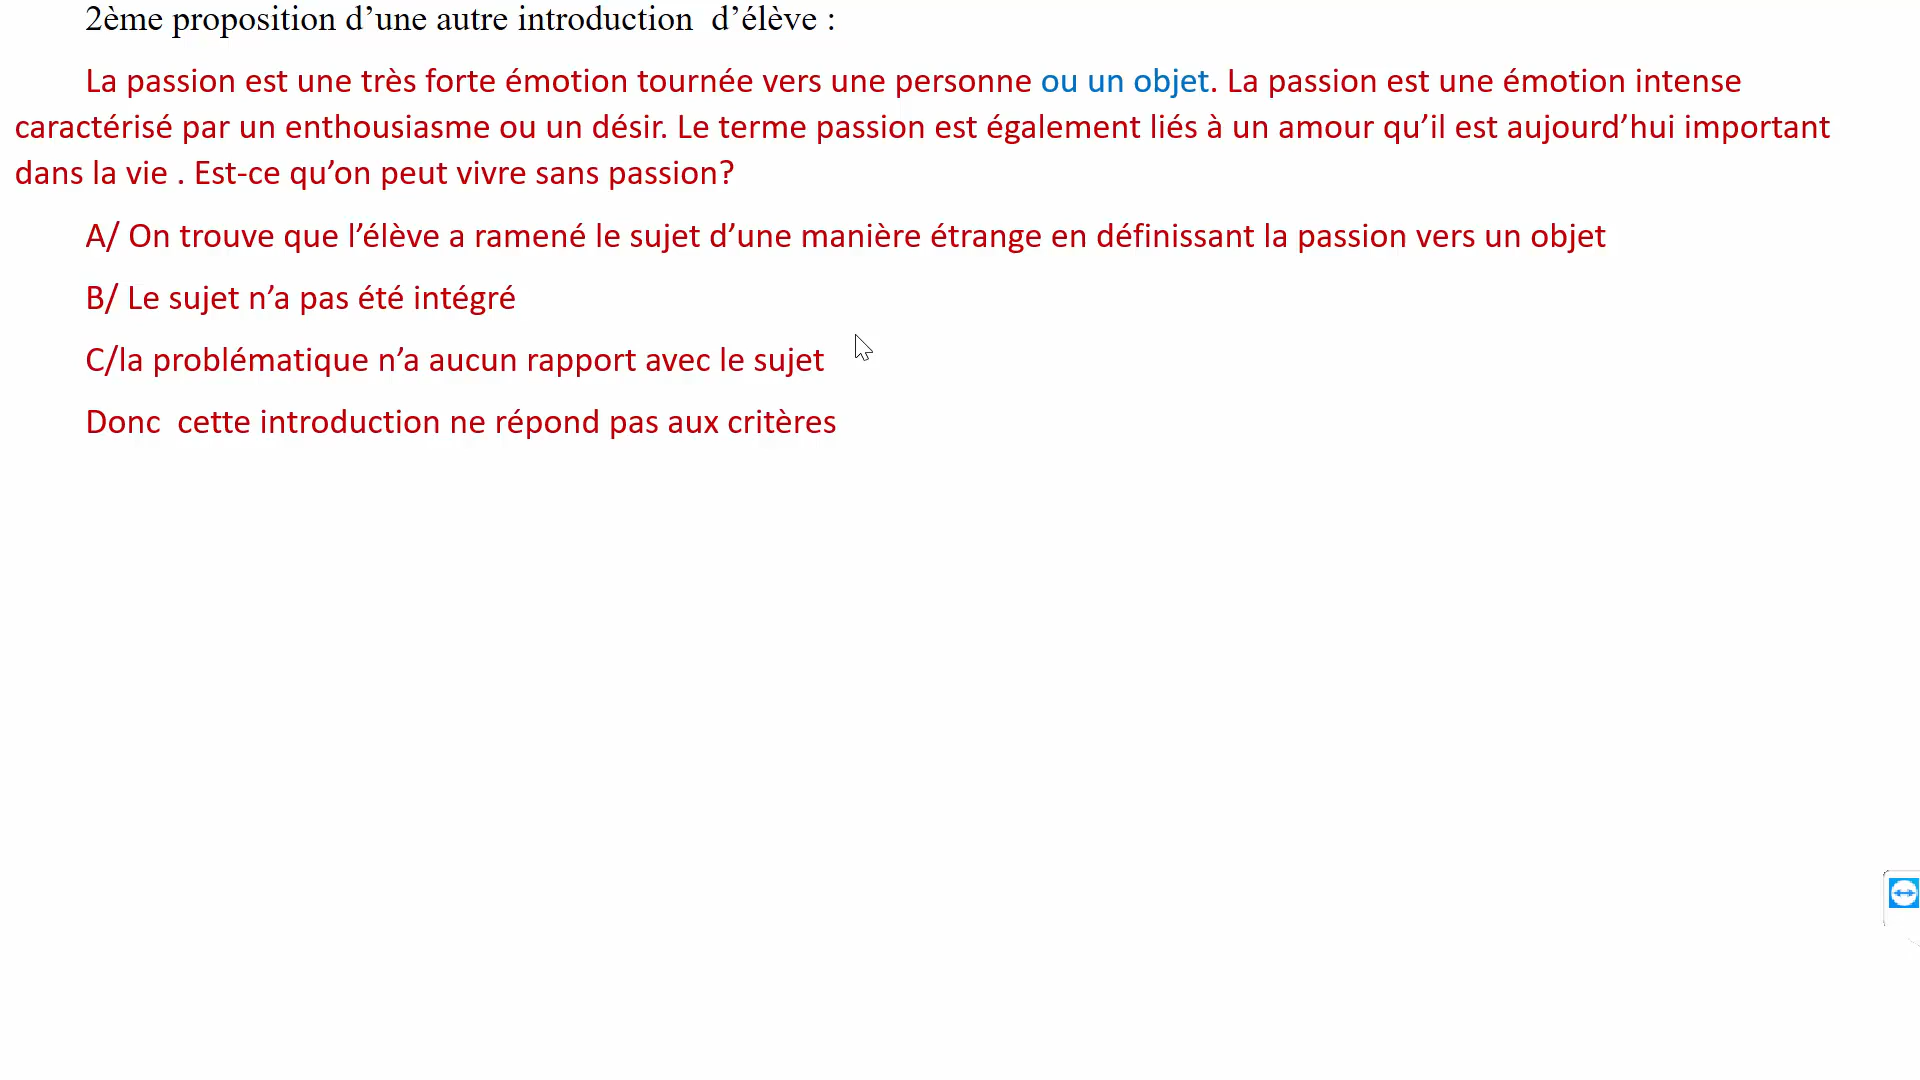 2ème proposition d’une autre introduction d’élève :
La passion est une très forte émotion tournée vers une personne ou un objet. La passion est une émotion intense
caractérisé par un enthousiasme ou un désir. Le terme passion est également liés à un amour qu’il est aujourd’hui important
dans la vie . Est-ce qu’on peut vivre sans passion?
A/ On trouve que l’élève a ramené le sujet d’une manière étrange en définissant la passion vers un objet
B/ Le sujet n’a pas été intégré
C/la problématique n’a aucun rapport avec le sujet
Donc cette introduction ne répond pas aux critères